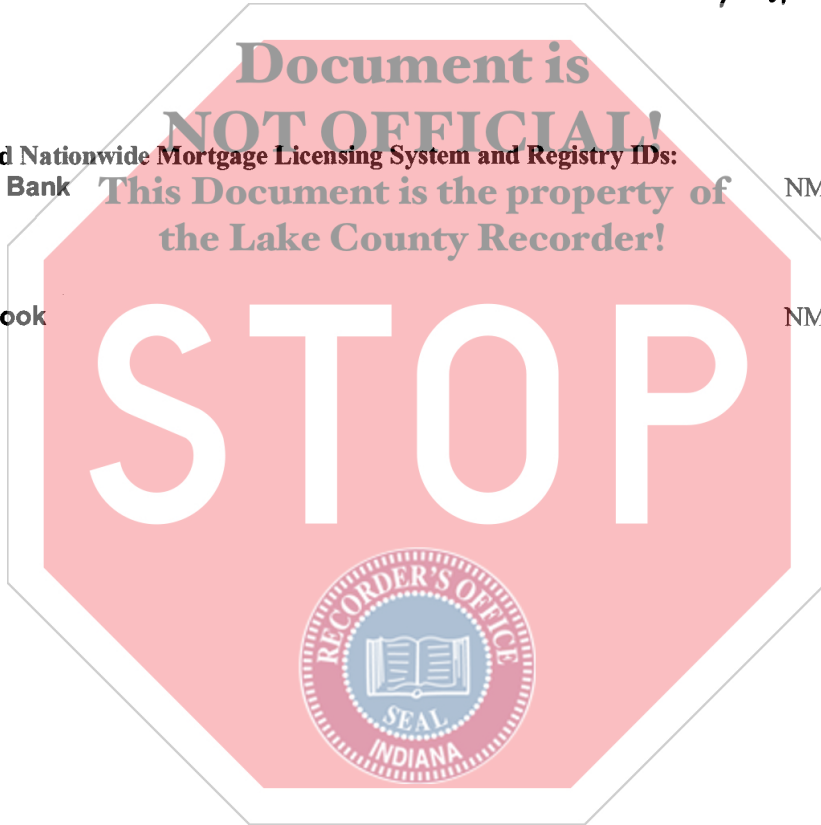 Document is
NOT OFFICIAL!
d Nationwide Mortgage Licensing System and Registry IDs:
Bank This Document is the property of NM
the Lake County Recorder!
ook NM
STOP
RECORDER'S OFFICE
SEAL
INDIANA